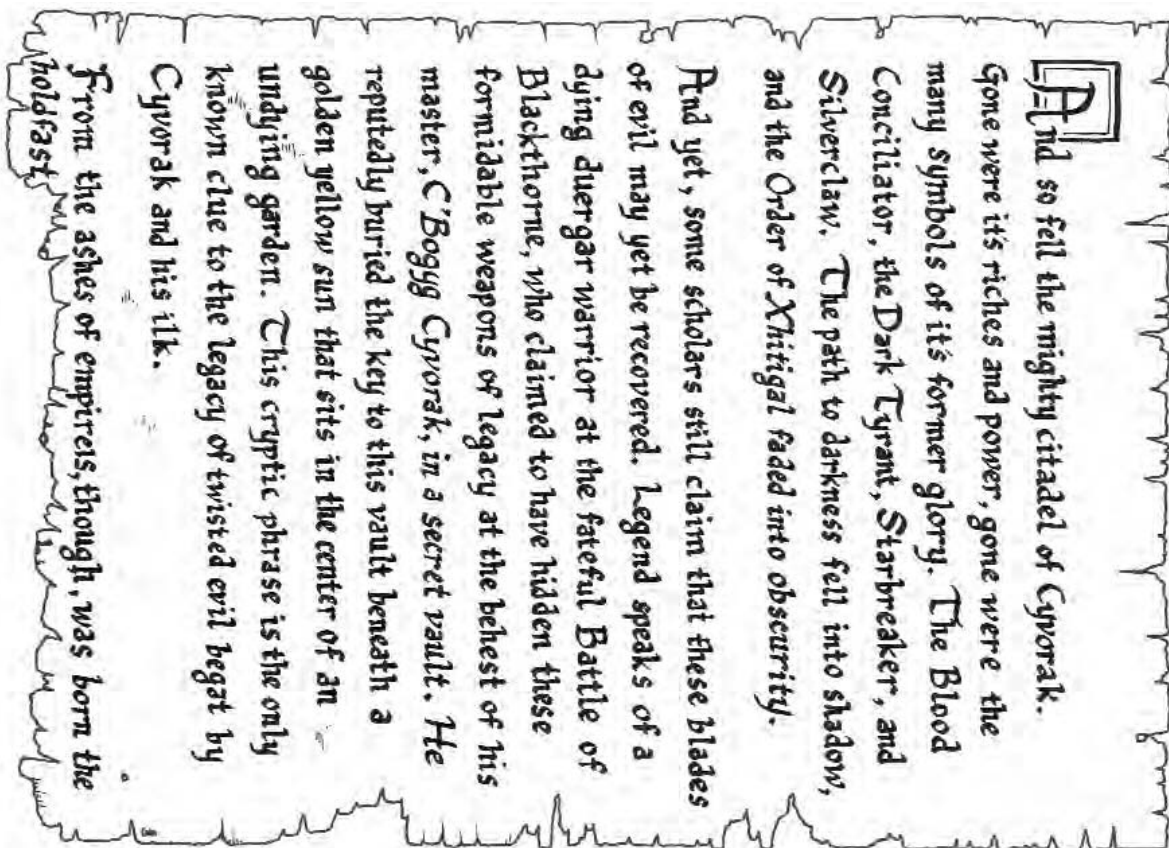 And so fell the mighty citadel of Cyvorak.
Gone were it's riches and power, gone were the
many symbols of it's former glory. The Blood
Conciliator, the Dark Tyrant, Starbreaker, and
Silverclaw. The path to darkness fell into shadow,
and the Order of Xhitigal faded into obscurity.
And yet, some scholars still claim that these blades
of evil may yet be recovered. Legend speaks of a
dying duergar warrior at the fateful Battle of
Blackthorne, who claimed to have hidden these
formidable weapons of legacy at the behest of his
master, C'Bogg Cyvorak, in a secret vault. He
reputedly buried the key to this vault beneath a
golden yellow sun that sits in the center of an
undying garden. This cryptic phrase is the only
known clue to the legacy of twisted evil begat by
Cyvorak and his ilk.
From the ashes of empireis, though, was born the
holdfast